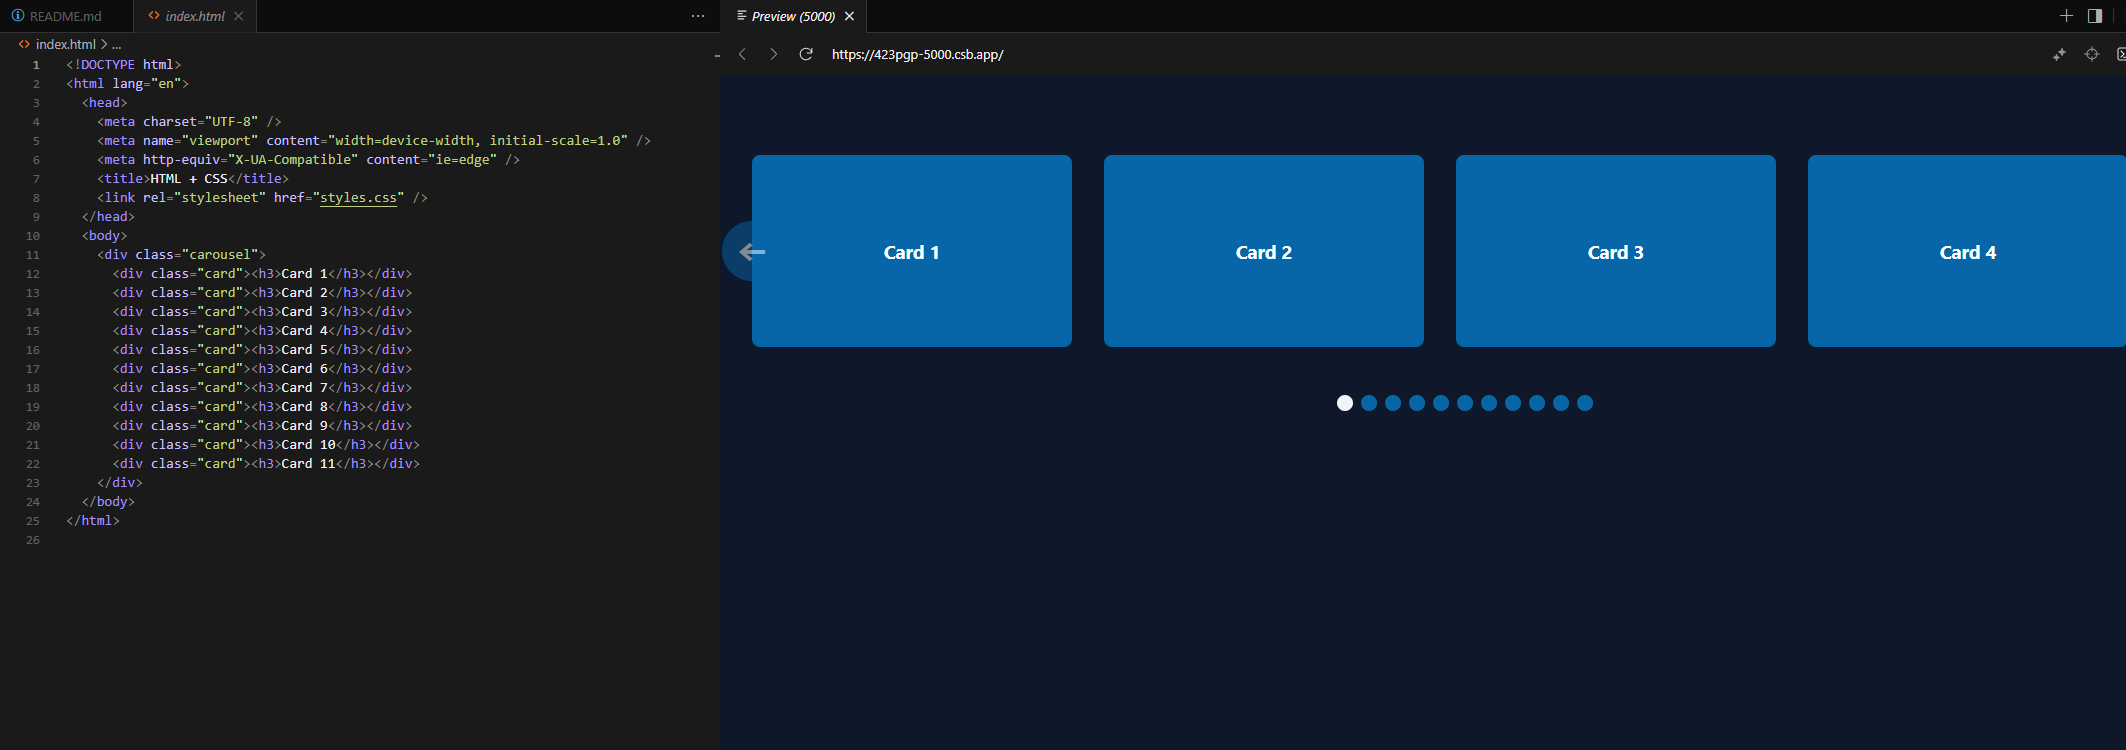 README.md
index.html
Preview (5000)
index.html > ...
https://423pgp-5000.csb.app/
1 <!DOCTYPE html>
2 <html lang="en">
3 <head>
4 <meta charset="UTF-8" />
5 <meta name="viewport" content="width=device-width, initial-scale=1.0" />
6 <meta http-equiv="X-UA-Compatible" content="ie=edge" />
7 <title>HTML + CSS</title>
8 <link rel="stylesheet" href="styles.css" />
9 </head>
10 <body>
11 <div class="carousel">
12 <div class="card"><h3>Card 1</h3></div>
13 <div class="card"><h3>Card 2</h3></div>
14 <div class="card"><h3>Card 3</h3></div>
15 <div class="card"><h3>Card 4</h3></div>
16 <div class="card"><h3>Card 5</h3></div>
17 <div class="card"><h3>Card 6</h3></div>
18 <div class="card"><h3>Card 7</h3></div>
19 <div class="card"><h3>Card 8</h3></div>
20 <div class="card"><h3>Card 9</h3></div>
21 <div class="card"><h3>Card 10</h3></div>
22 <div class="card"><h3>Card 11</h3></div>
23 </div>
24 </body>
25 </html>
26
Card 1
Card 2
Card 3
Card 4